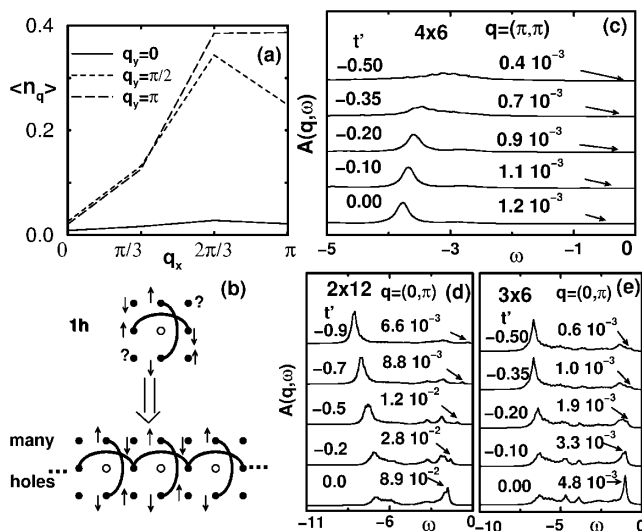 0.4
(a)
q_y=0
q_y=π/2
q_y=π
<n_q>
0.2
0.0
0 π/3 2π/3 π
q_x
(c)
t' 4x6 q=(π,π)
−0.50 0.4 10^−3
−0.35 0.7 10^−3
−0.20 0.9 10^−3
−0.10 1.1 10^−3
0.00 1.2 10^−3
A(q,ω)
−5 −3 −1 0
ω
(b)
1h
?
?
many
holes
...
...
2x12 q=(0,π) (d)
t'
−0.9 6.6 10^−3
−0.7 8.8 10^−3
−0.5 1.2 10^−2
−0.2 2.8 10^−2
0.0 8.9 10^−2
A(q,ω)
−11 −6 ω 0
3x6 q=(0,π) (e)
t'
−0.50 0.6 10^−3
−0.35 1.0 10^−3
−0.20 1.9 10^−3
−0.10 3.3 10^−3
0.00 4.8 10^−3
−10 −5 ω 0